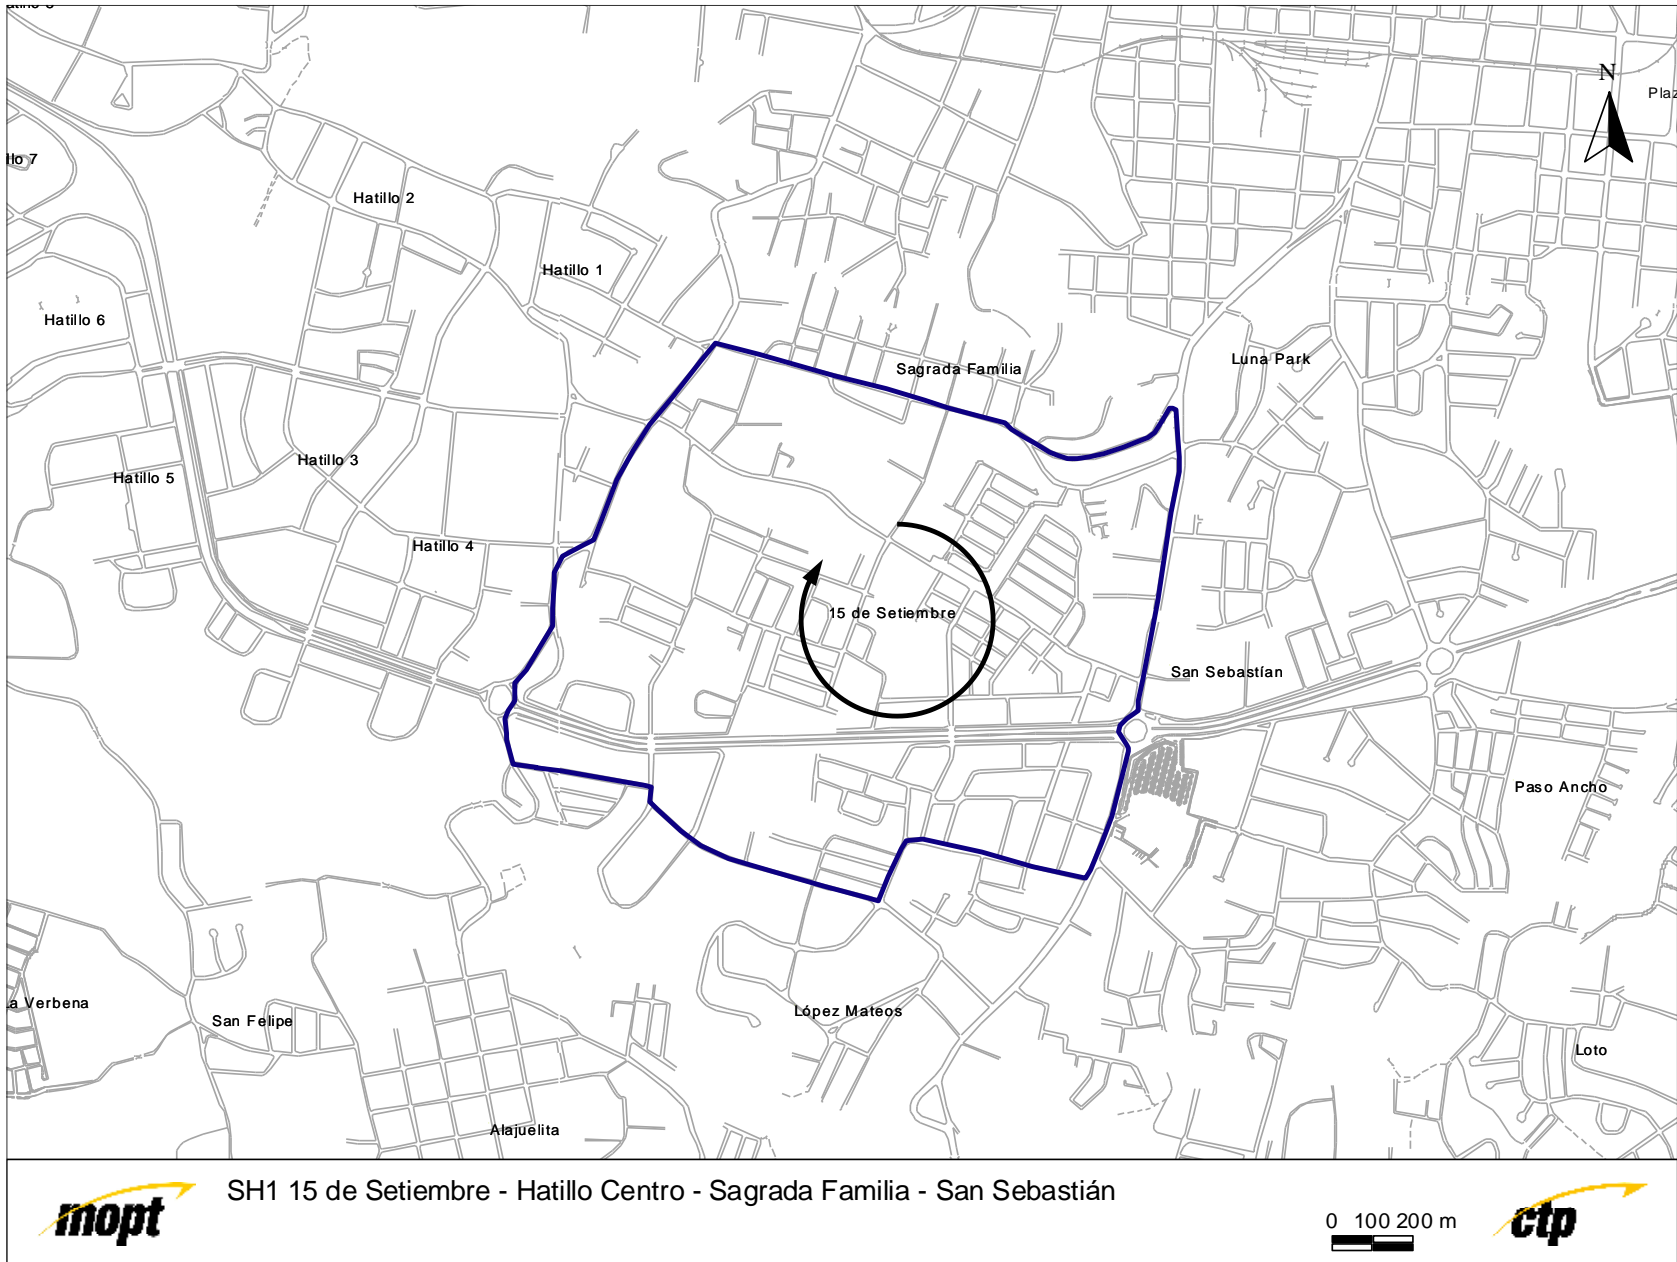 N
Plaz
llo 7
Hatillo 2
Hatillo 1
Hatillo 6
Sagrada Familia
Luna Park
Hatillo 3
Hatillo 5
Hatillo 4
15 de Setiembre
San Sebastían
Paso Ancho
a Verbena
San Felipe
López Mateos
Loto
Alajuelita
mopt
SH1 15 de Setiembre - Hatillo Centro - Sagrada Familia - San Sebastián
0 100 200 m
ctp